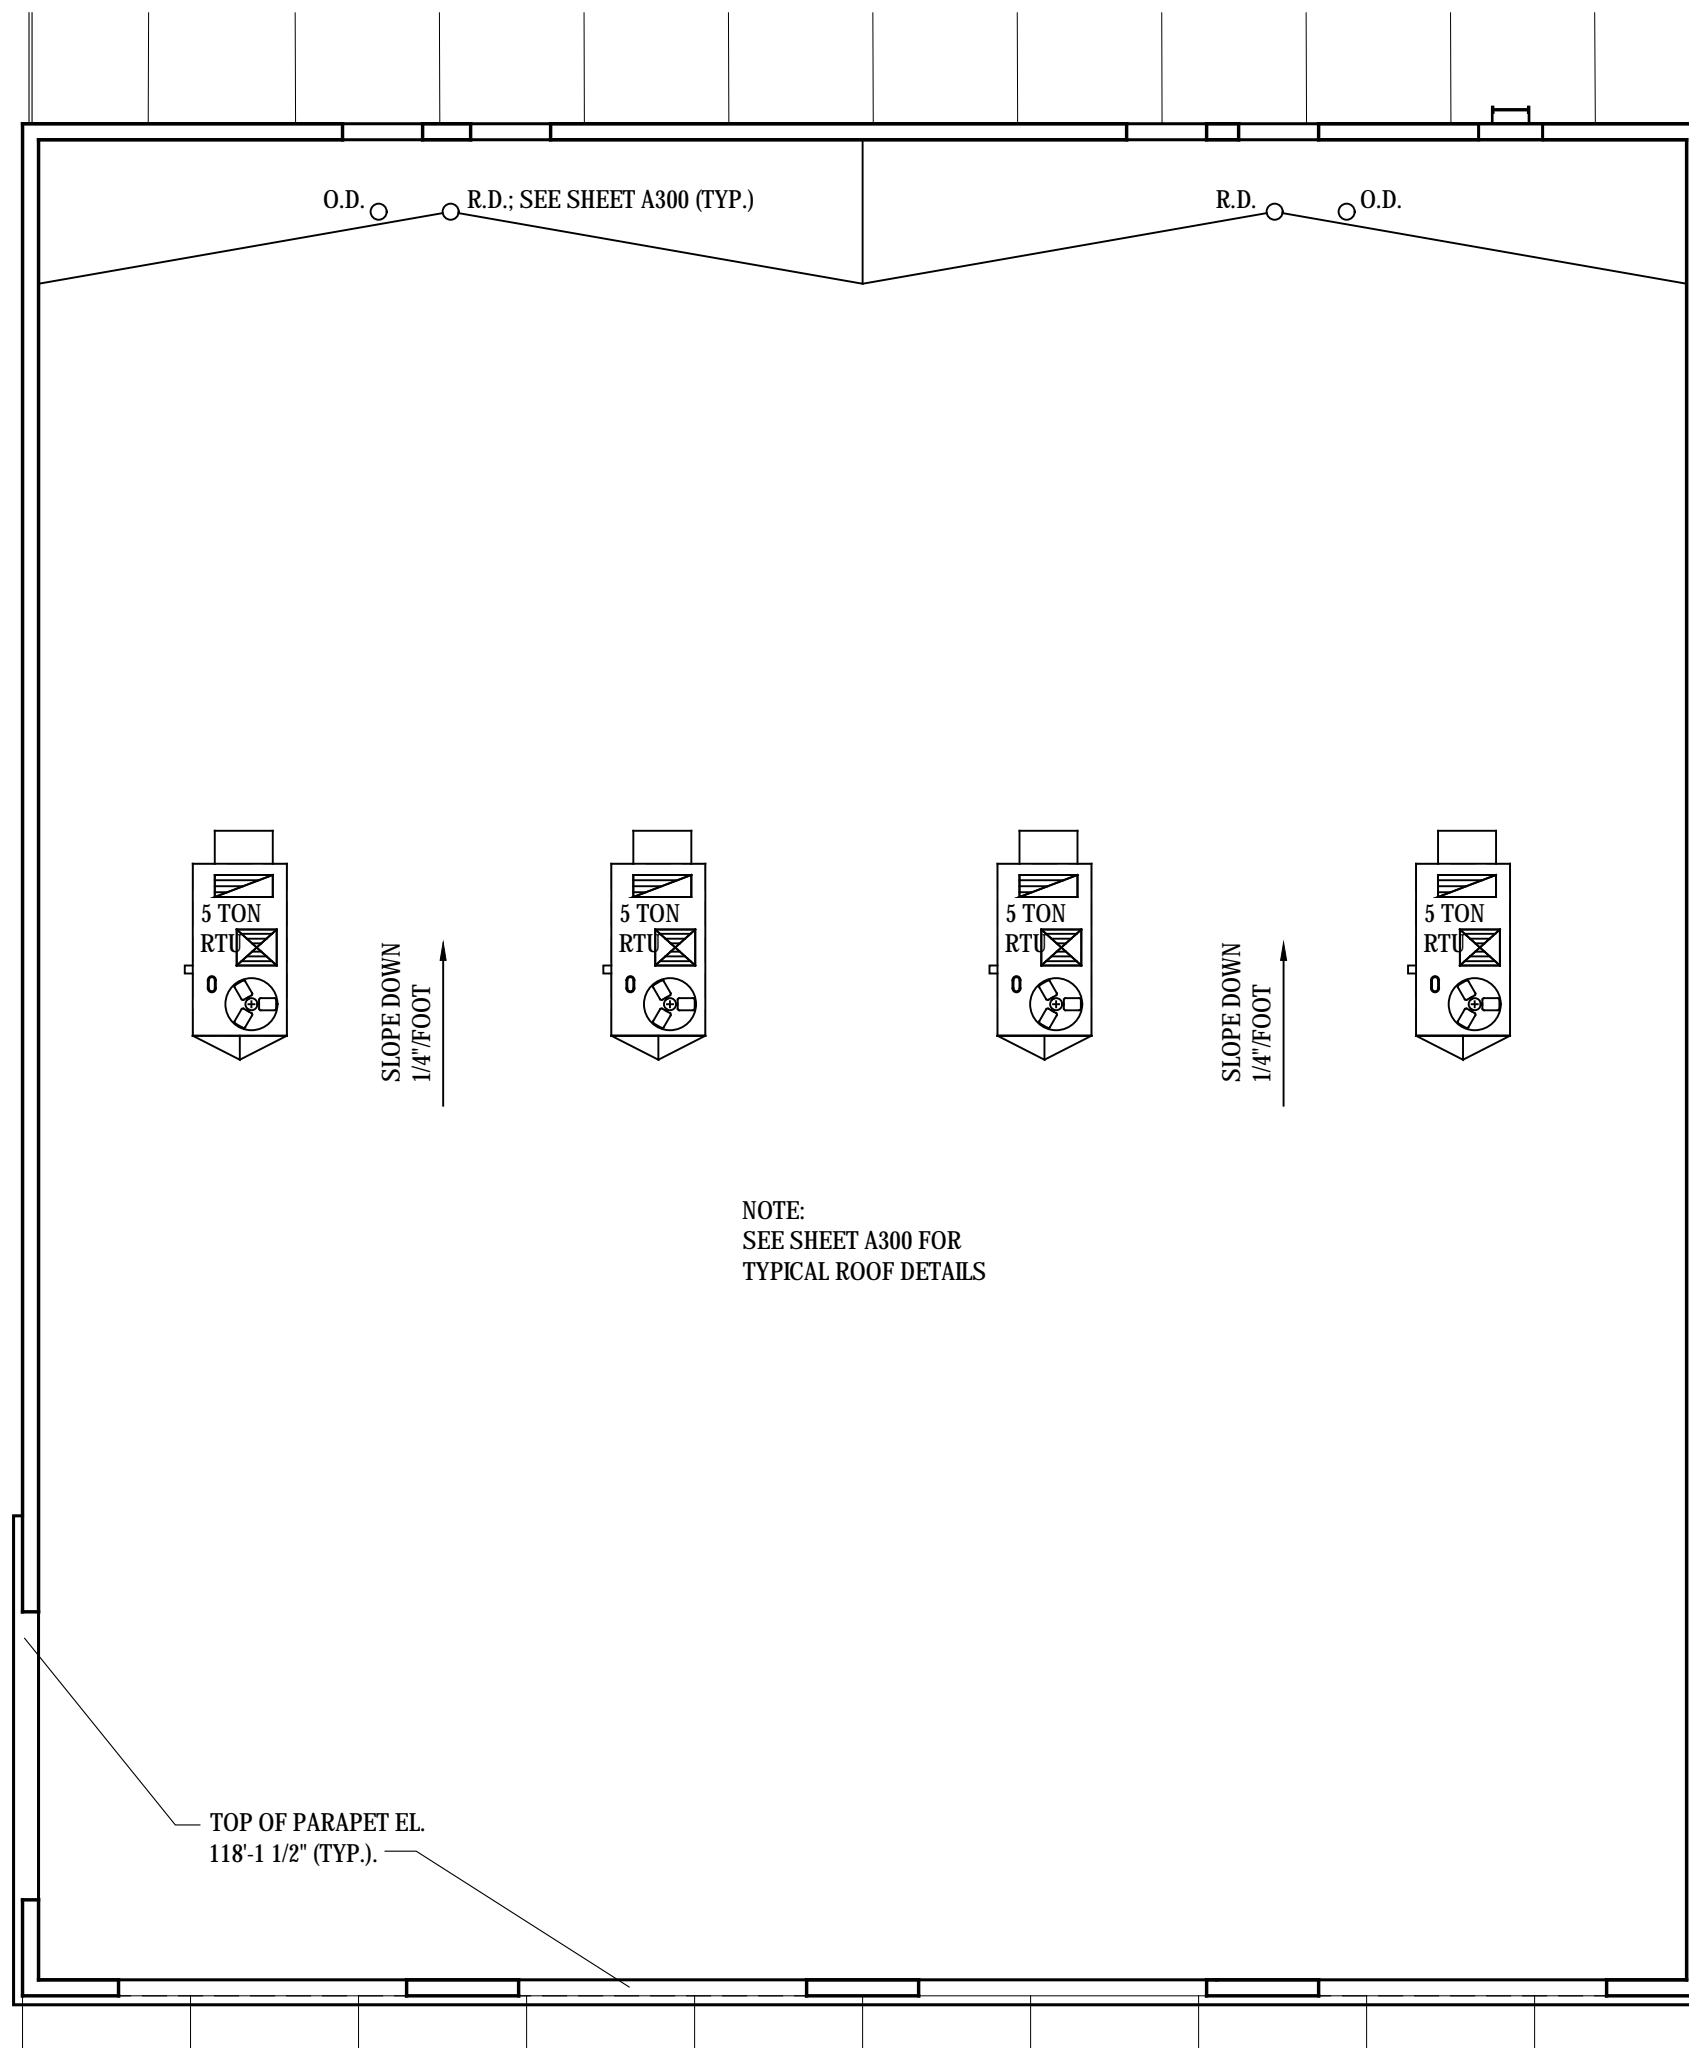 O.D.
R.D.; SEE SHEET A300 (TYP.)
R.D.
O.D.
5 TON
RTU
SLOPE DOWN
1/4"/FOOT
5 TON
RTU
5 TON
RTU
SLOPE DOWN
1/4"/FOOT
5 TON
RTU
NOTE:
SEE SHEET A300 FOR
TYPICAL ROOF DETAILS
TOP OF PARAPET EL.
118'-1 1/2" (TYP.).